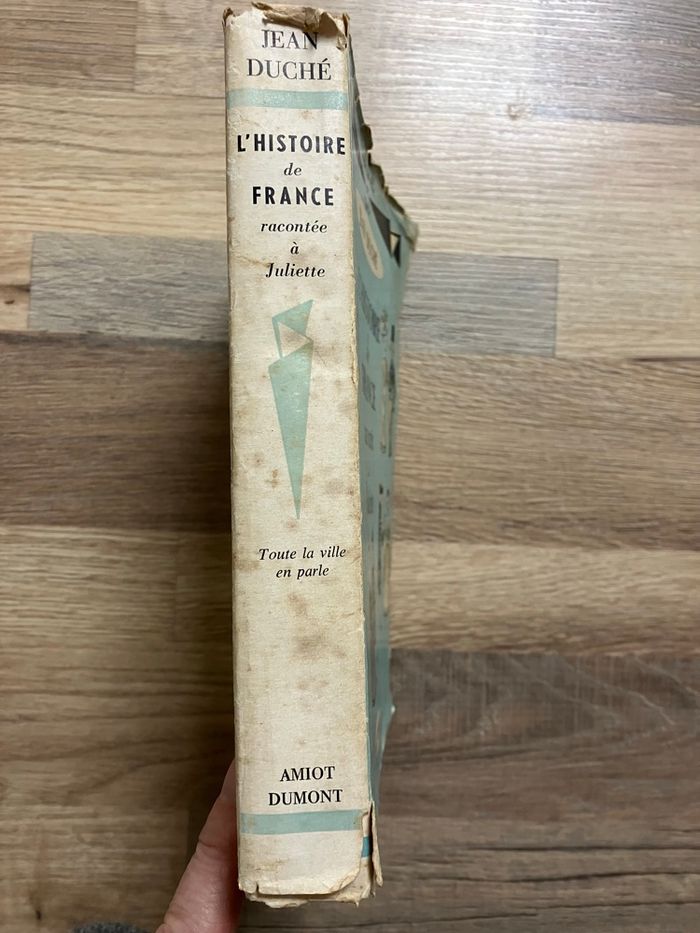 JEAN
DUCHÉ
L'HISTOIRE
de
FRANCE
racontée
à
Juliette
Toute la ville
en parle
AMIOT
DUMONT